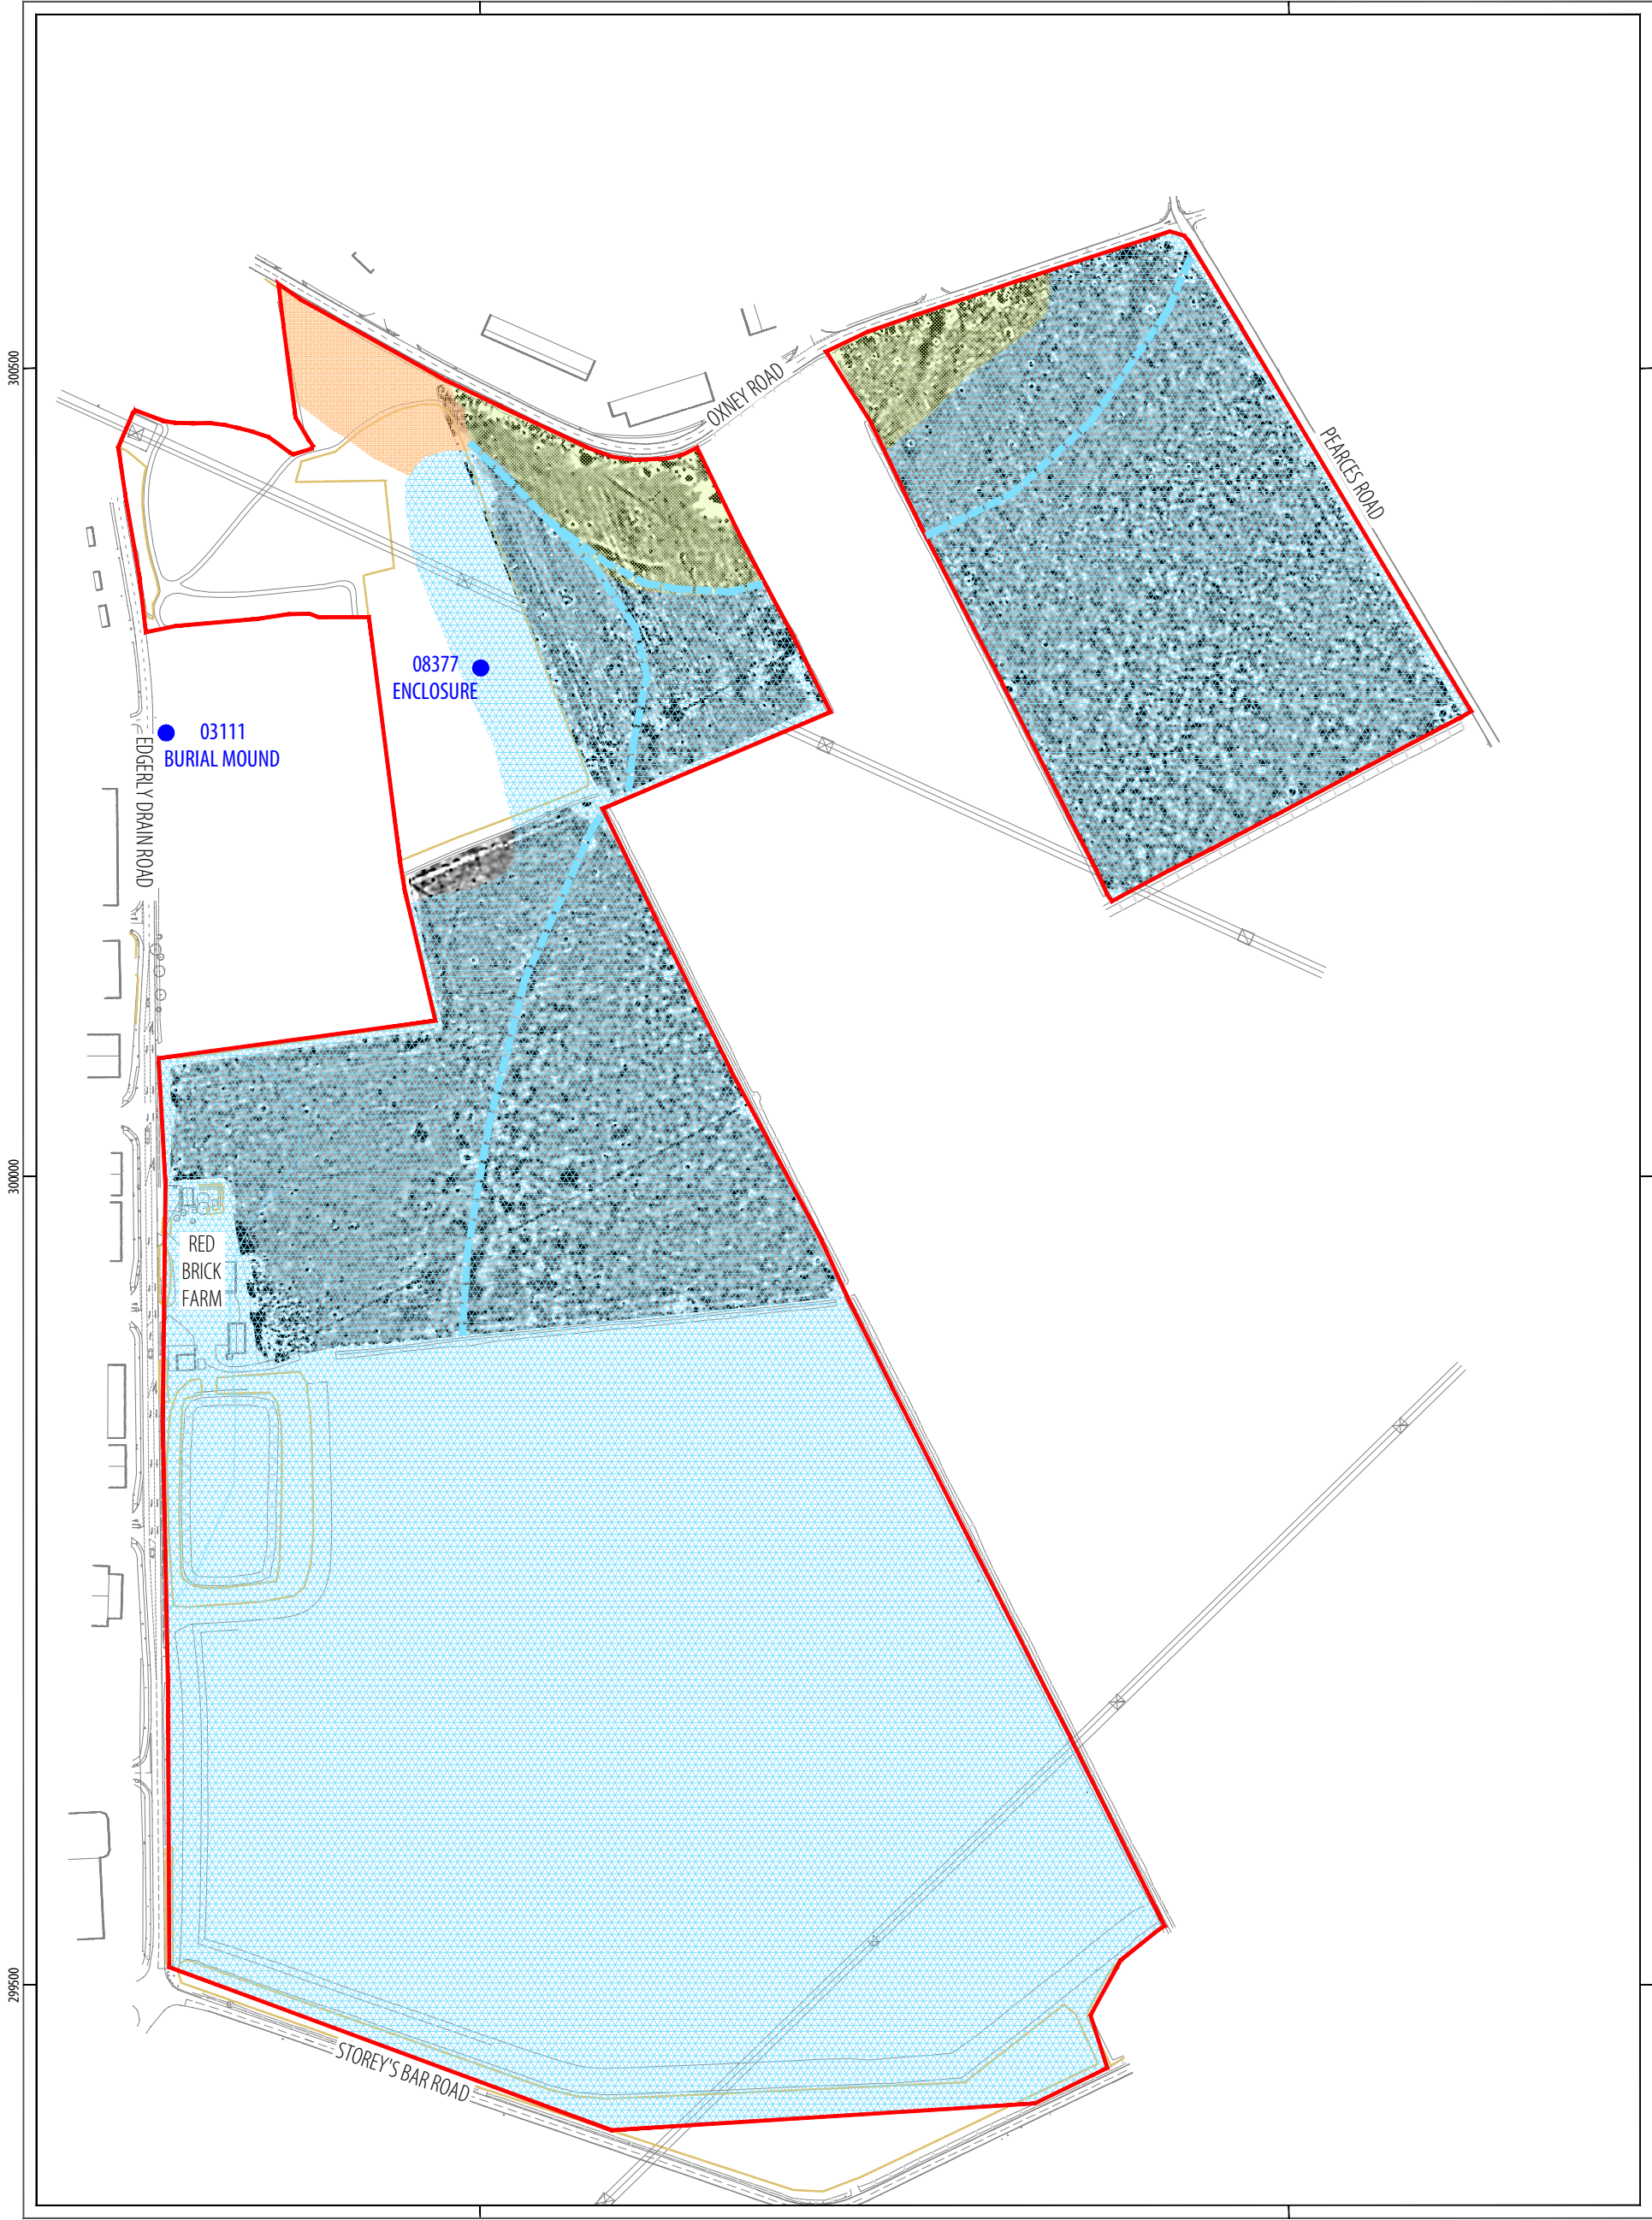 300500
OXNEY ROAD
PEARCES ROAD
08377
ENCLOSURE
03111
BURIAL MOUND
EDGERLY DRAIN ROAD
300000
RED
BRICK
FARM
299500
STOREY'S BAR ROAD